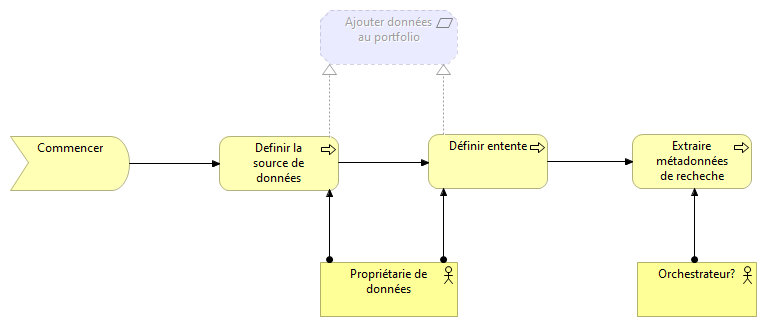 Ajouter données
au portfolio
Commencer
Definir la
source de
données
Définir entente
Extraire
métadonnées
de recheche
Propriétarie de
données
Orchestrateur?